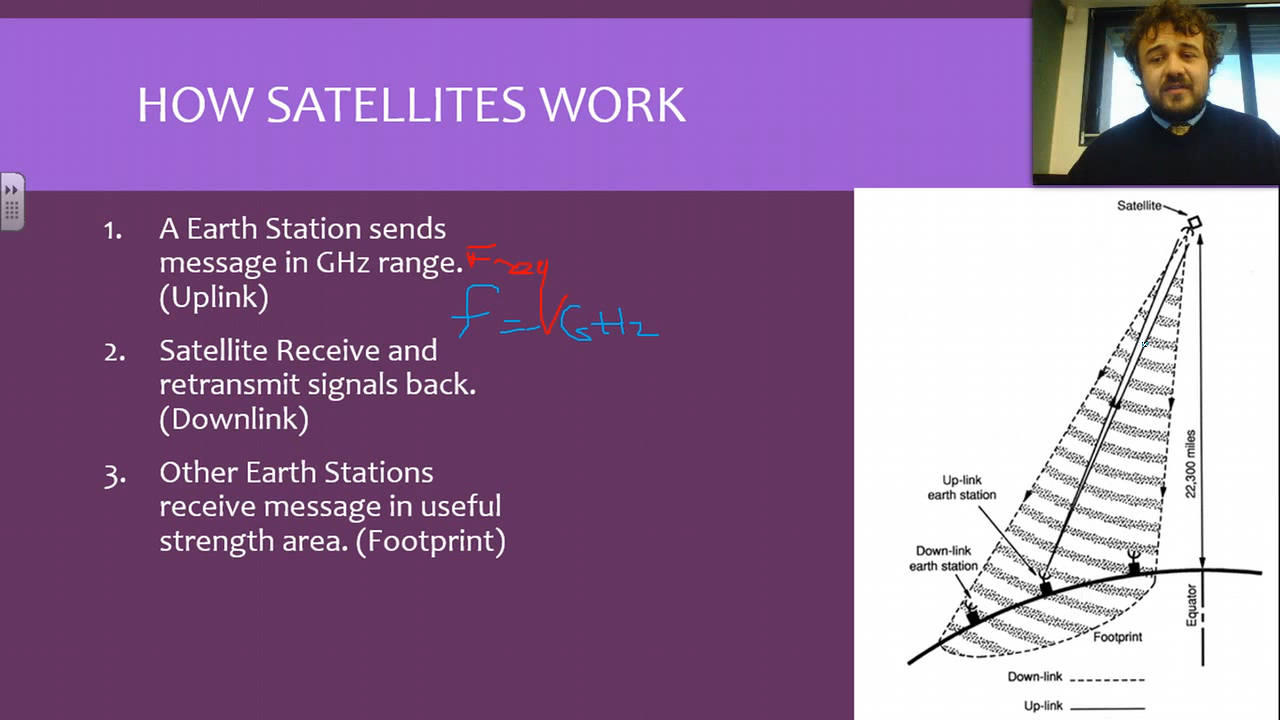 HOW SATELLITES WORK
1. A Earth Station sends
message in GHz range.
(Uplink)
Freq
f = GHz
2. Satellite Receive and
retransmit signals back.
(Downlink)
3. Other Earth Stations
receive message in useful
strength area. (Footprint)
Satellite
22,300 miles
Up-link
earth station
Down-link
earth station
Equator
Footprint
Down-link
Up-link